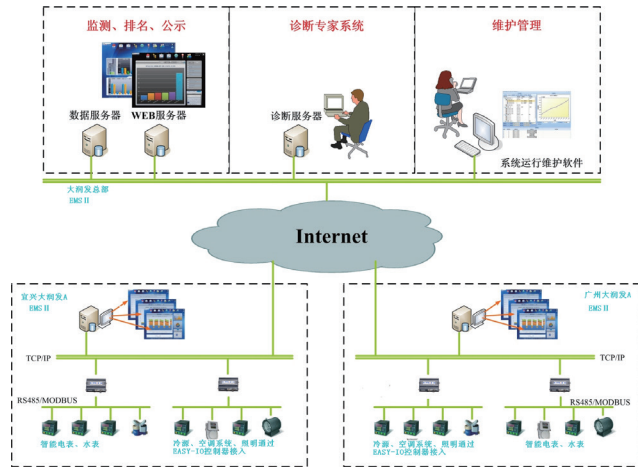 监测、排名、公示
诊断专家系统
维护管理
数据服务器
WEB服务器
诊断服务器
系统运行维护软件
大润发总部
EMS II
Internet
宜兴大润发A
EMS II
广州大润发A
EMS II
TCP/IP
TCP/IP
RS485/MODBUS
RS485/MODBUS
智能电表、水表
冷源、空调系统、照明通过
EASY-IO控制器接入
冷源、空调系统、照明通过
EASY-IO控制器接入
智能电表、水表